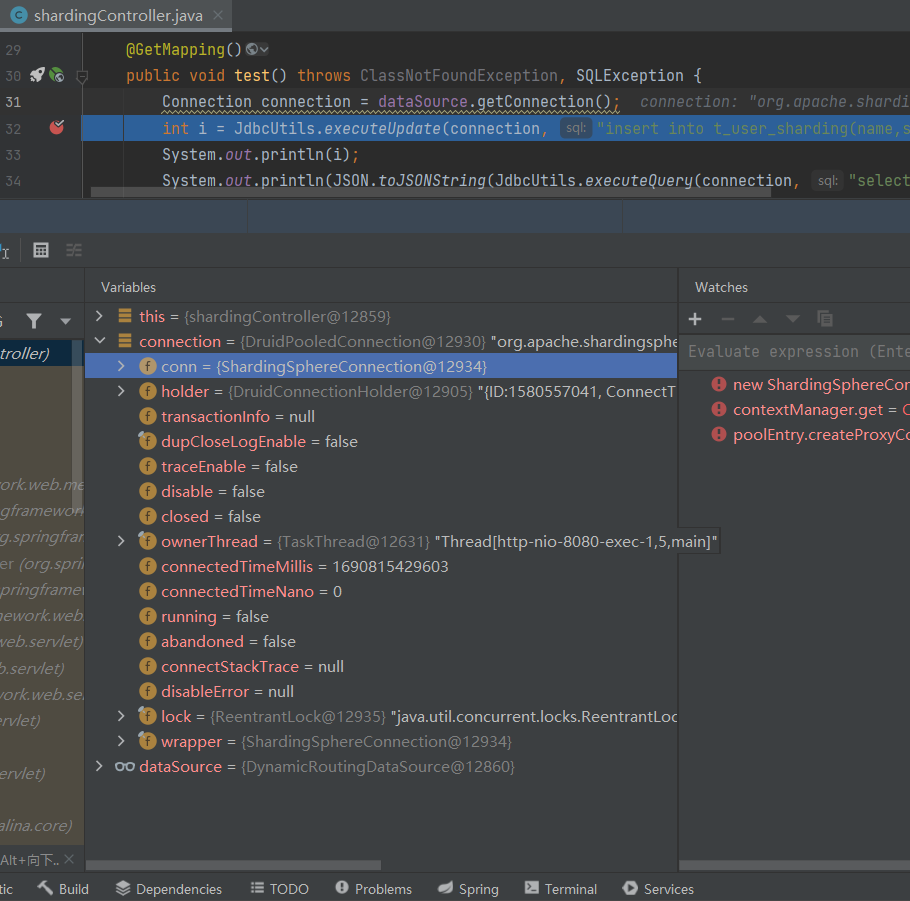 shardingController.java
29 @GetMapping()
30 public void test() throws ClassNotFoundException, SQLException {
31 Connection connection = dataSource.getConnection(); connection: "org.apache.shardi
32 int i = JdbcUtils.executeUpdate(connection, sql: "insert into t_user_sharding(name,s
33 System.out.println(i);
34 System.out.println(JSON.toJSONString(JdbcUtils.executeQuery(connection, sql: "select
Variables
Watches
this = {shardingController@12859}
connection = {DruidPooledConnection@12930} "org.apache.shardingsphe
conn = {ShardingSphereConnection@12934}
holder = {DruidConnectionHolder@12905} "{ID:1580557041, ConnectT
transactionInfo = null
dupCloseLogEnable = false
traceEnable = false
disable = false
closed = false
ownerThread = {TaskThread@12631} "Thread[http-nio-8080-exec-1,5,main]"
connectedTimeMillis = 1690815429603
connectedTimeNano = 0
running = false
abandoned = false
connectStackTrace = null
disableError = null
lock = {ReentrantLock@12935} "java.util.concurrent.locks.ReentrantLoc
wrapper = {ShardingSphereConnection@12934}
dataSource = {DynamicRoutingDataSource@12860}
Evaluate expression (Ente
new ShardingSphereCor
contextManager.get = C
poolEntry.createProxyCo
troller)
ork.web.me
gframework
g.springfran
er (org.sprii
springframe
nework.web.
web.servlet)
b.servlet)
vork.web.se
ervlet)
ervlet)
alina.core)
Alt+向下..
tic
Build
Dependencies
TODO
Problems
Spring
Terminal
Services